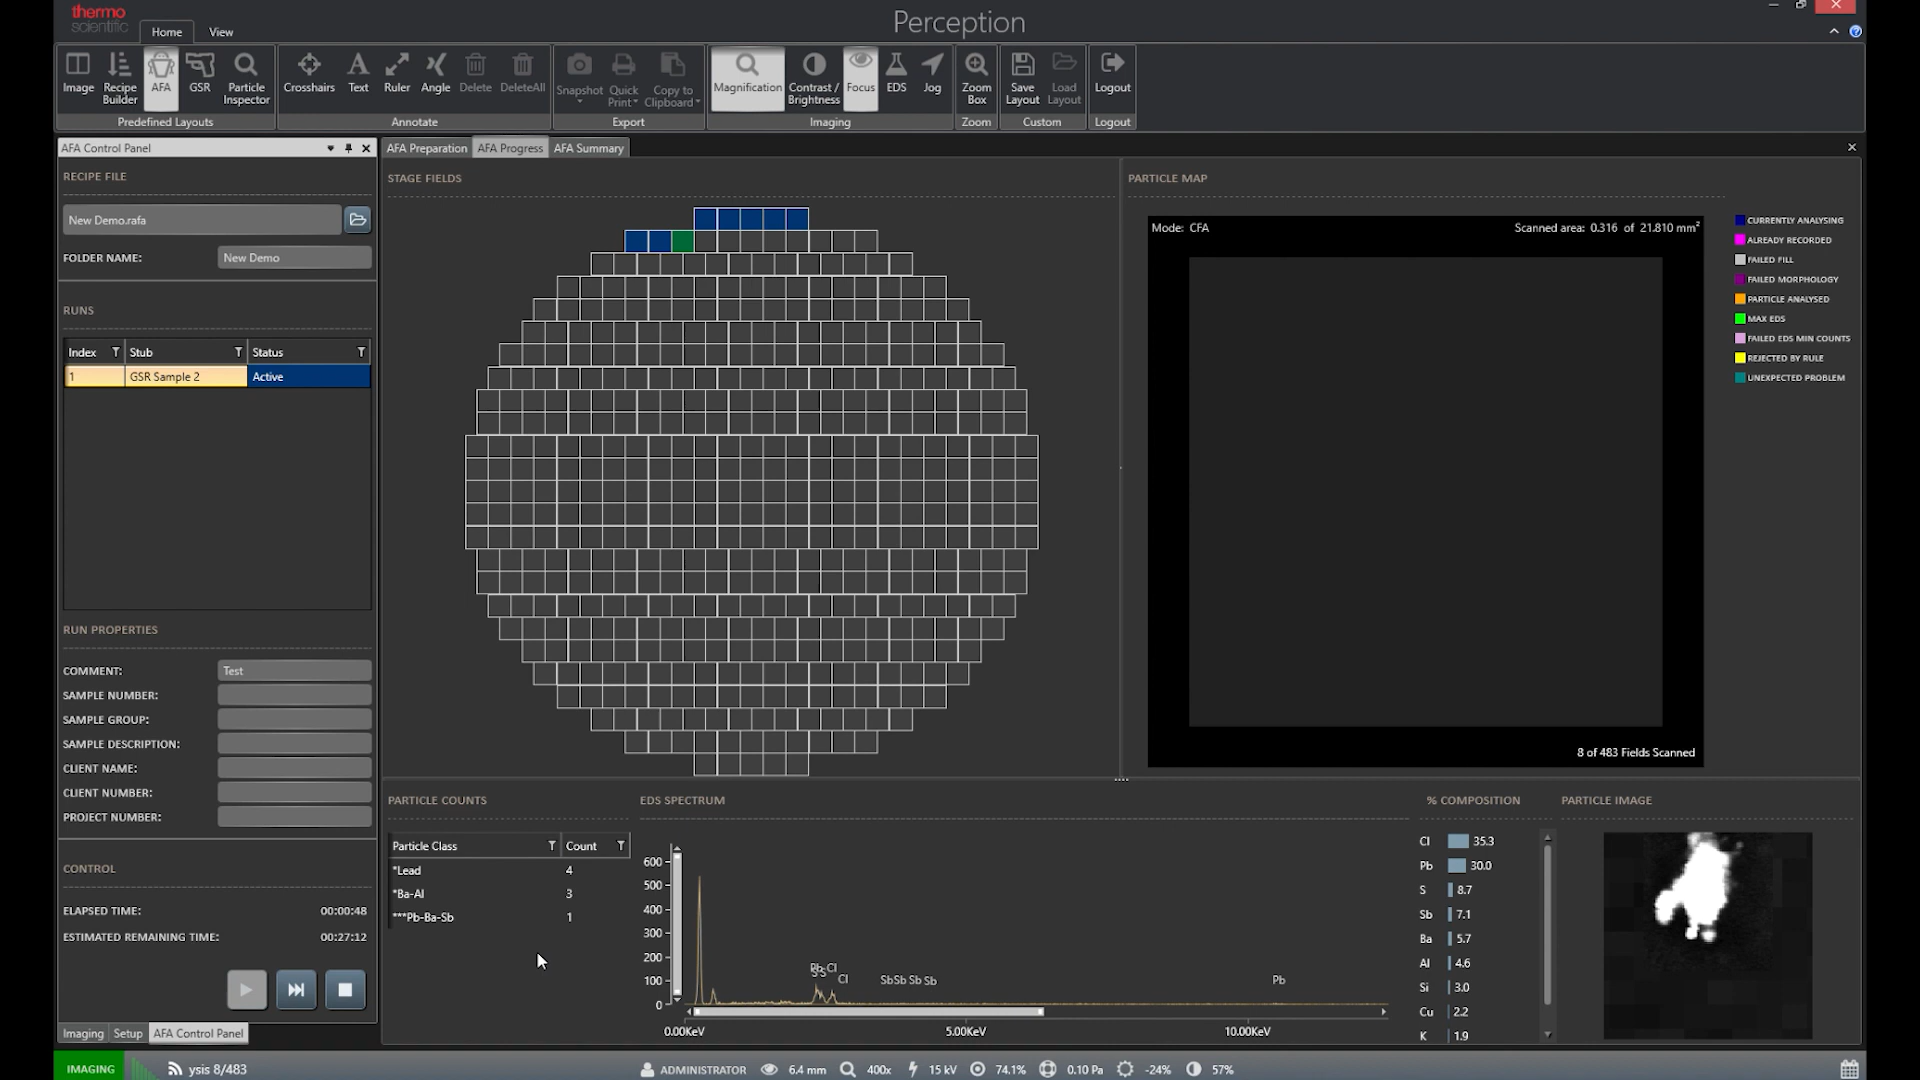 thermo
scientific
Perception
Home View
Image Recipe Builder AFA GSR Particle Inspector
Crosshairs Text Ruler Angle Delete DeleteAll
Snapshot Quick Print Copy to Clipboard
Magnification Contrast / Brightness Focus EDS Jog
Zoom Box Save Layout Load Layout Logout
Predefined Layouts Annotate Export Imaging Zoom Custom Logout
AFA Control Panel
AFA Preparation AFA Progress AFA Summary
RECIPE FILE
New Demo.rafa
FOLDER NAME: New Demo
RUNS
Index Stub Status
1 GSR Sample 2 Active
RUN PROPERTIES
COMMENT: Test
SAMPLE NUMBER:
SAMPLE GROUP:
SAMPLE DESCRIPTION:
CLIENT NAME:
CLIENT NUMBER:
PROJECT NUMBER:
CONTROL
ELAPSED TIME: 00:00:48
ESTIMATED REMAINING TIME: 00:27:12
Imaging Setup AFA Control Panel
STAGE FIELDS
PARTICLE MAP
Mode: CFA Scanned area: 0.316 of 21.810 mm²
8 of 483 Fields Scanned
CURRENTLY ANALYSING
ALREADY RECORDED
FAILED FILL
FAILED MORPHOLOGY
PARTICLE ANALYSED
MAX EDS
FAILED EDS MIN COUNTS
REJECTED BY RULE
UNEXPECTED PROBLEM
PARTICLE COUNTS
Particle Class Count
*Lead 4
*Ba-Al 3
***Pb-Ba-Sb 1
EDS SPECTRUM
600
500
400
300
200
100
0
Pb Cl
S S
Cl
Sb Sb Sb Sb
Pb
0.00KeV 5.00KeV 10.00KeV
% COMPOSITION
Cl 35.3
Pb 30.0
S 8.7
Sb 7.1
Ba 5.7
Al 4.6
Si 3.0
Cu 2.2
K 1.9
PARTICLE IMAGE
IMAGING ysis 8/483 ADMINISTRATOR 6.4 mm 400x 15 kV 74.1% 0.10 Pa -24% 57%